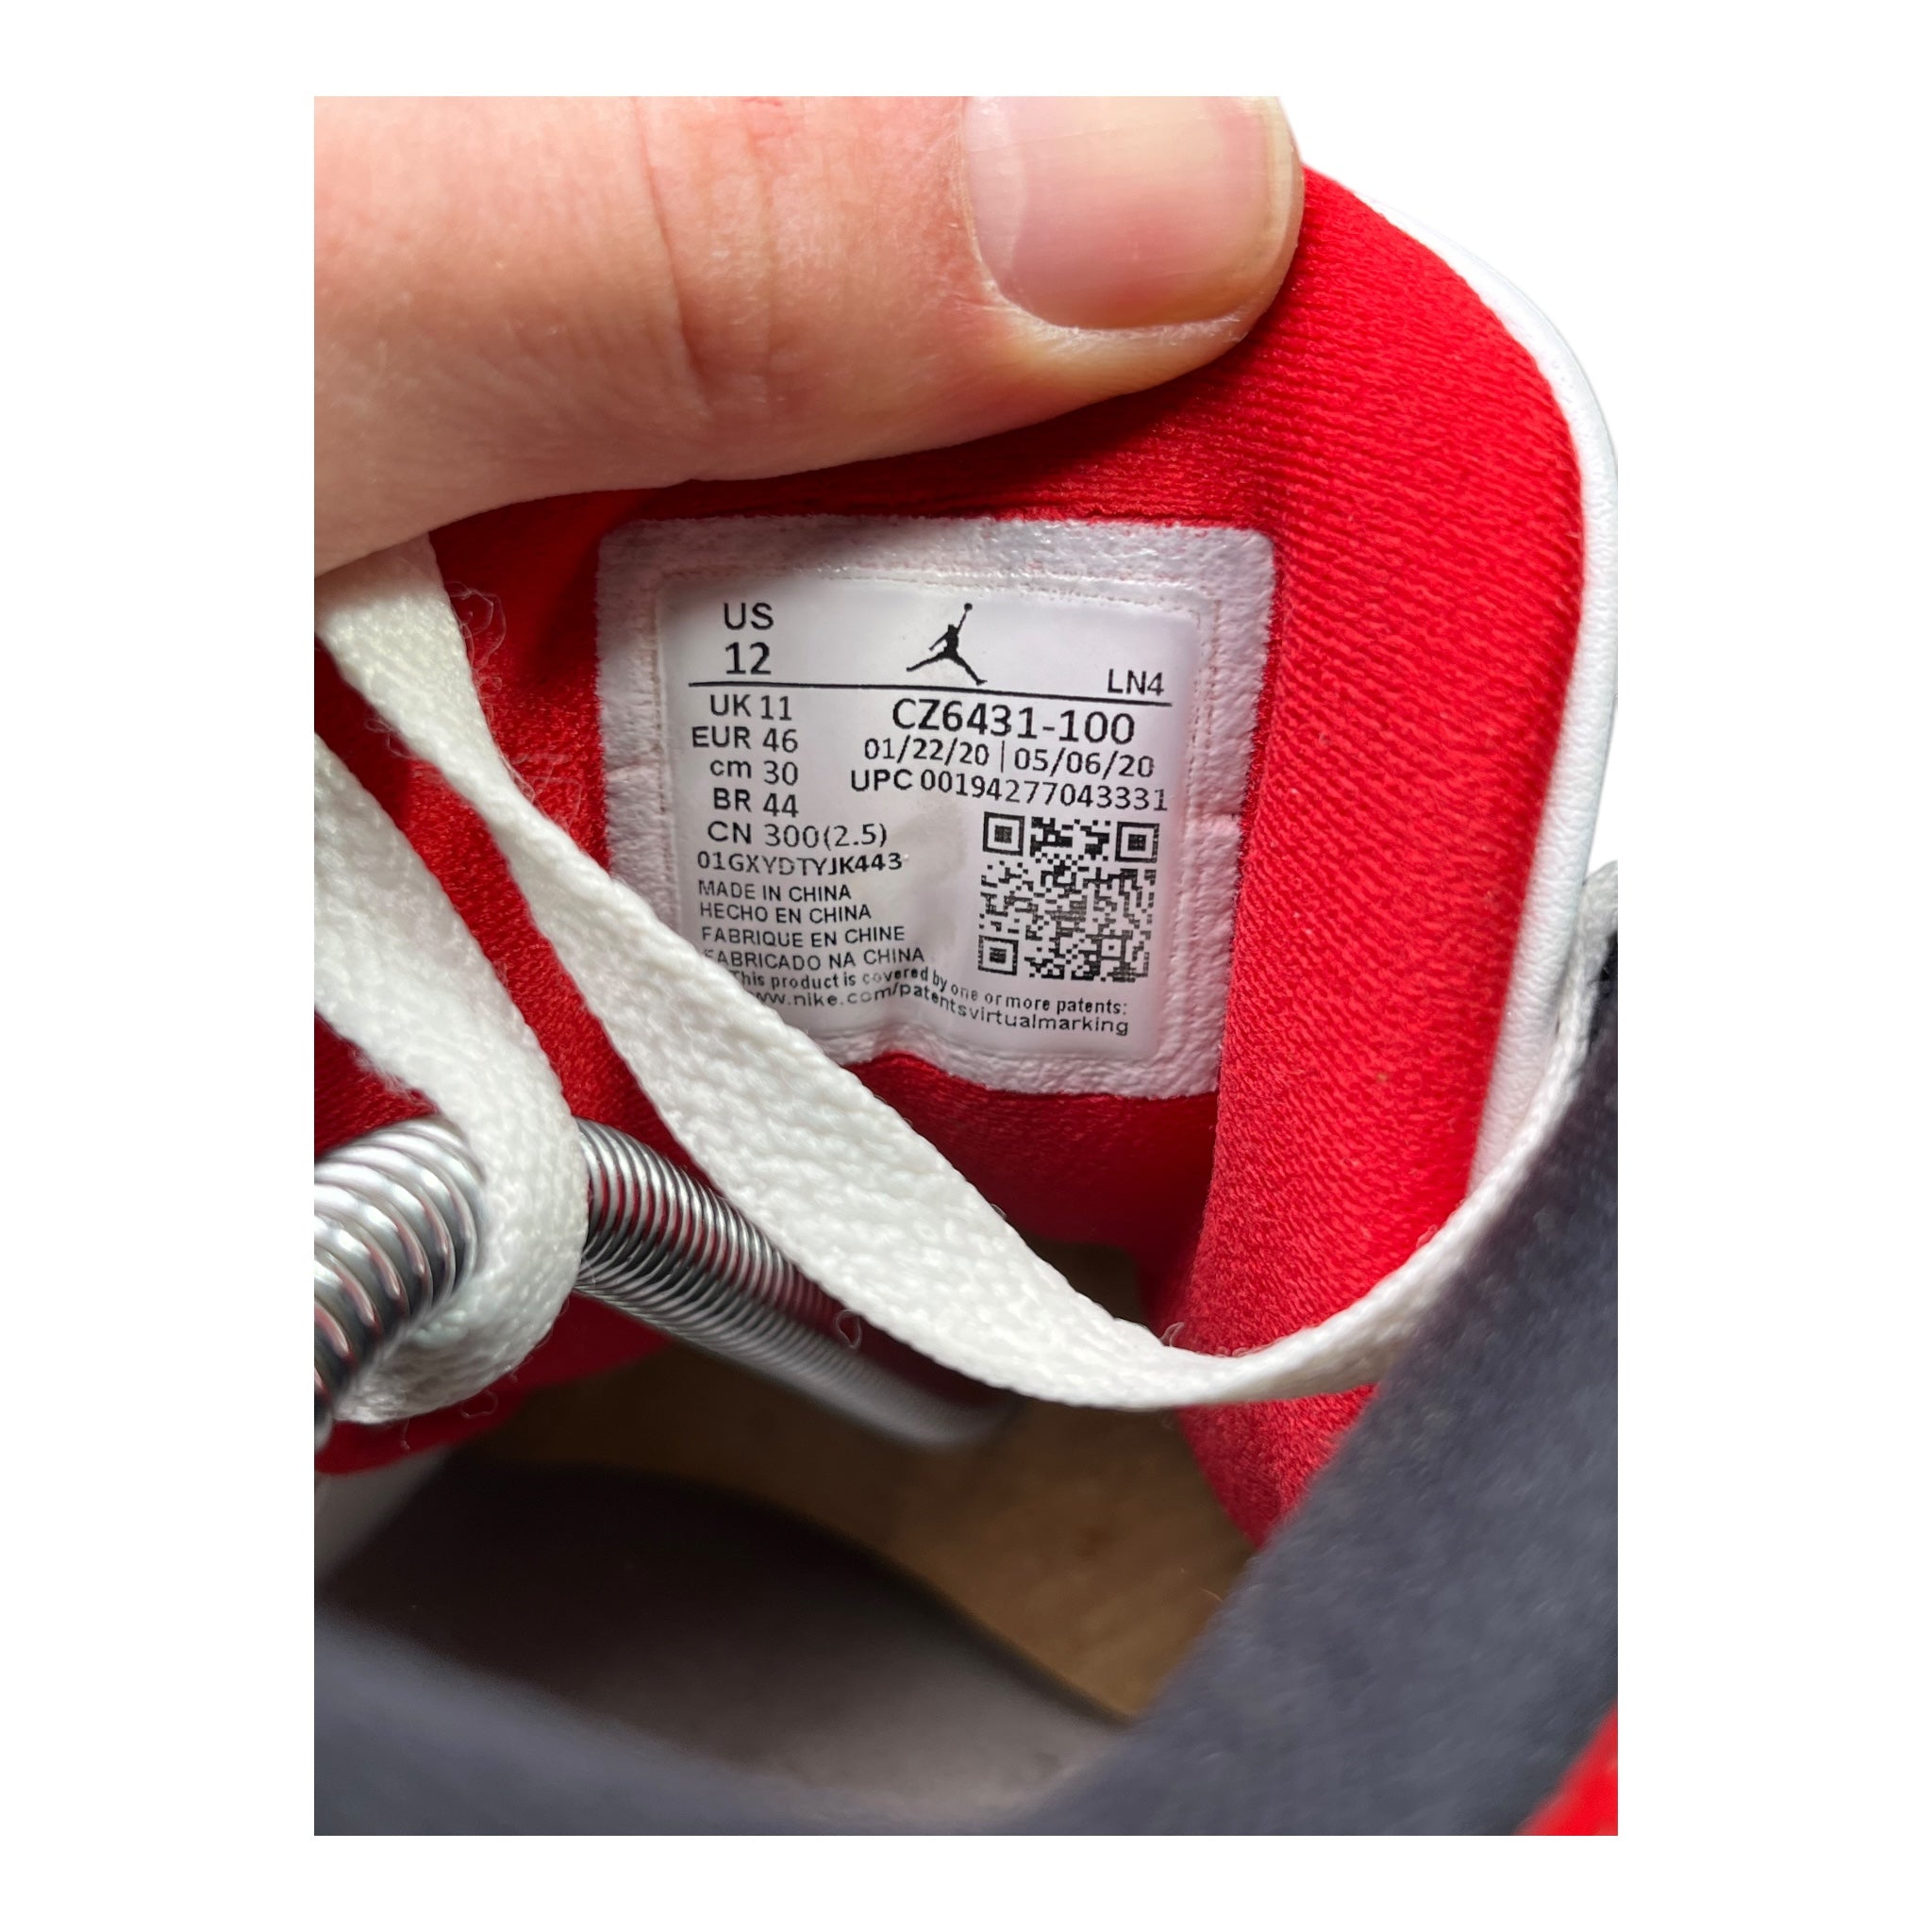 US
12
LN4
UK 11
EUR 46
cm 30
BR 44
CN 300(2.5)
CZ6431-100
01/22/20 | 05/06/20
UPC 00194277043331
01GXYDTYJK443
MADE IN CHINA
HECHO EN CHINA
FABRIQUE EN CHINE
FABRICADO NA CHINA
This product is covered by one or more patents:
www.nike.com/patentsvirtualmarking